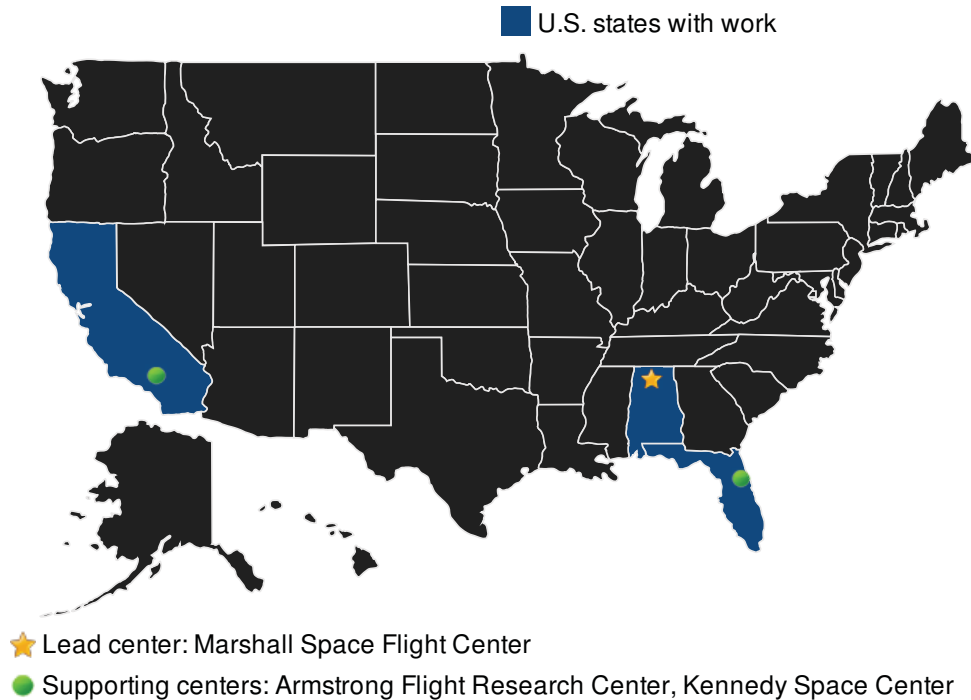 U.S. states with work
Lead center: Marshall Space Flight Center
Supporting centers: Armstrong Flight Research Center, Kennedy Space Center